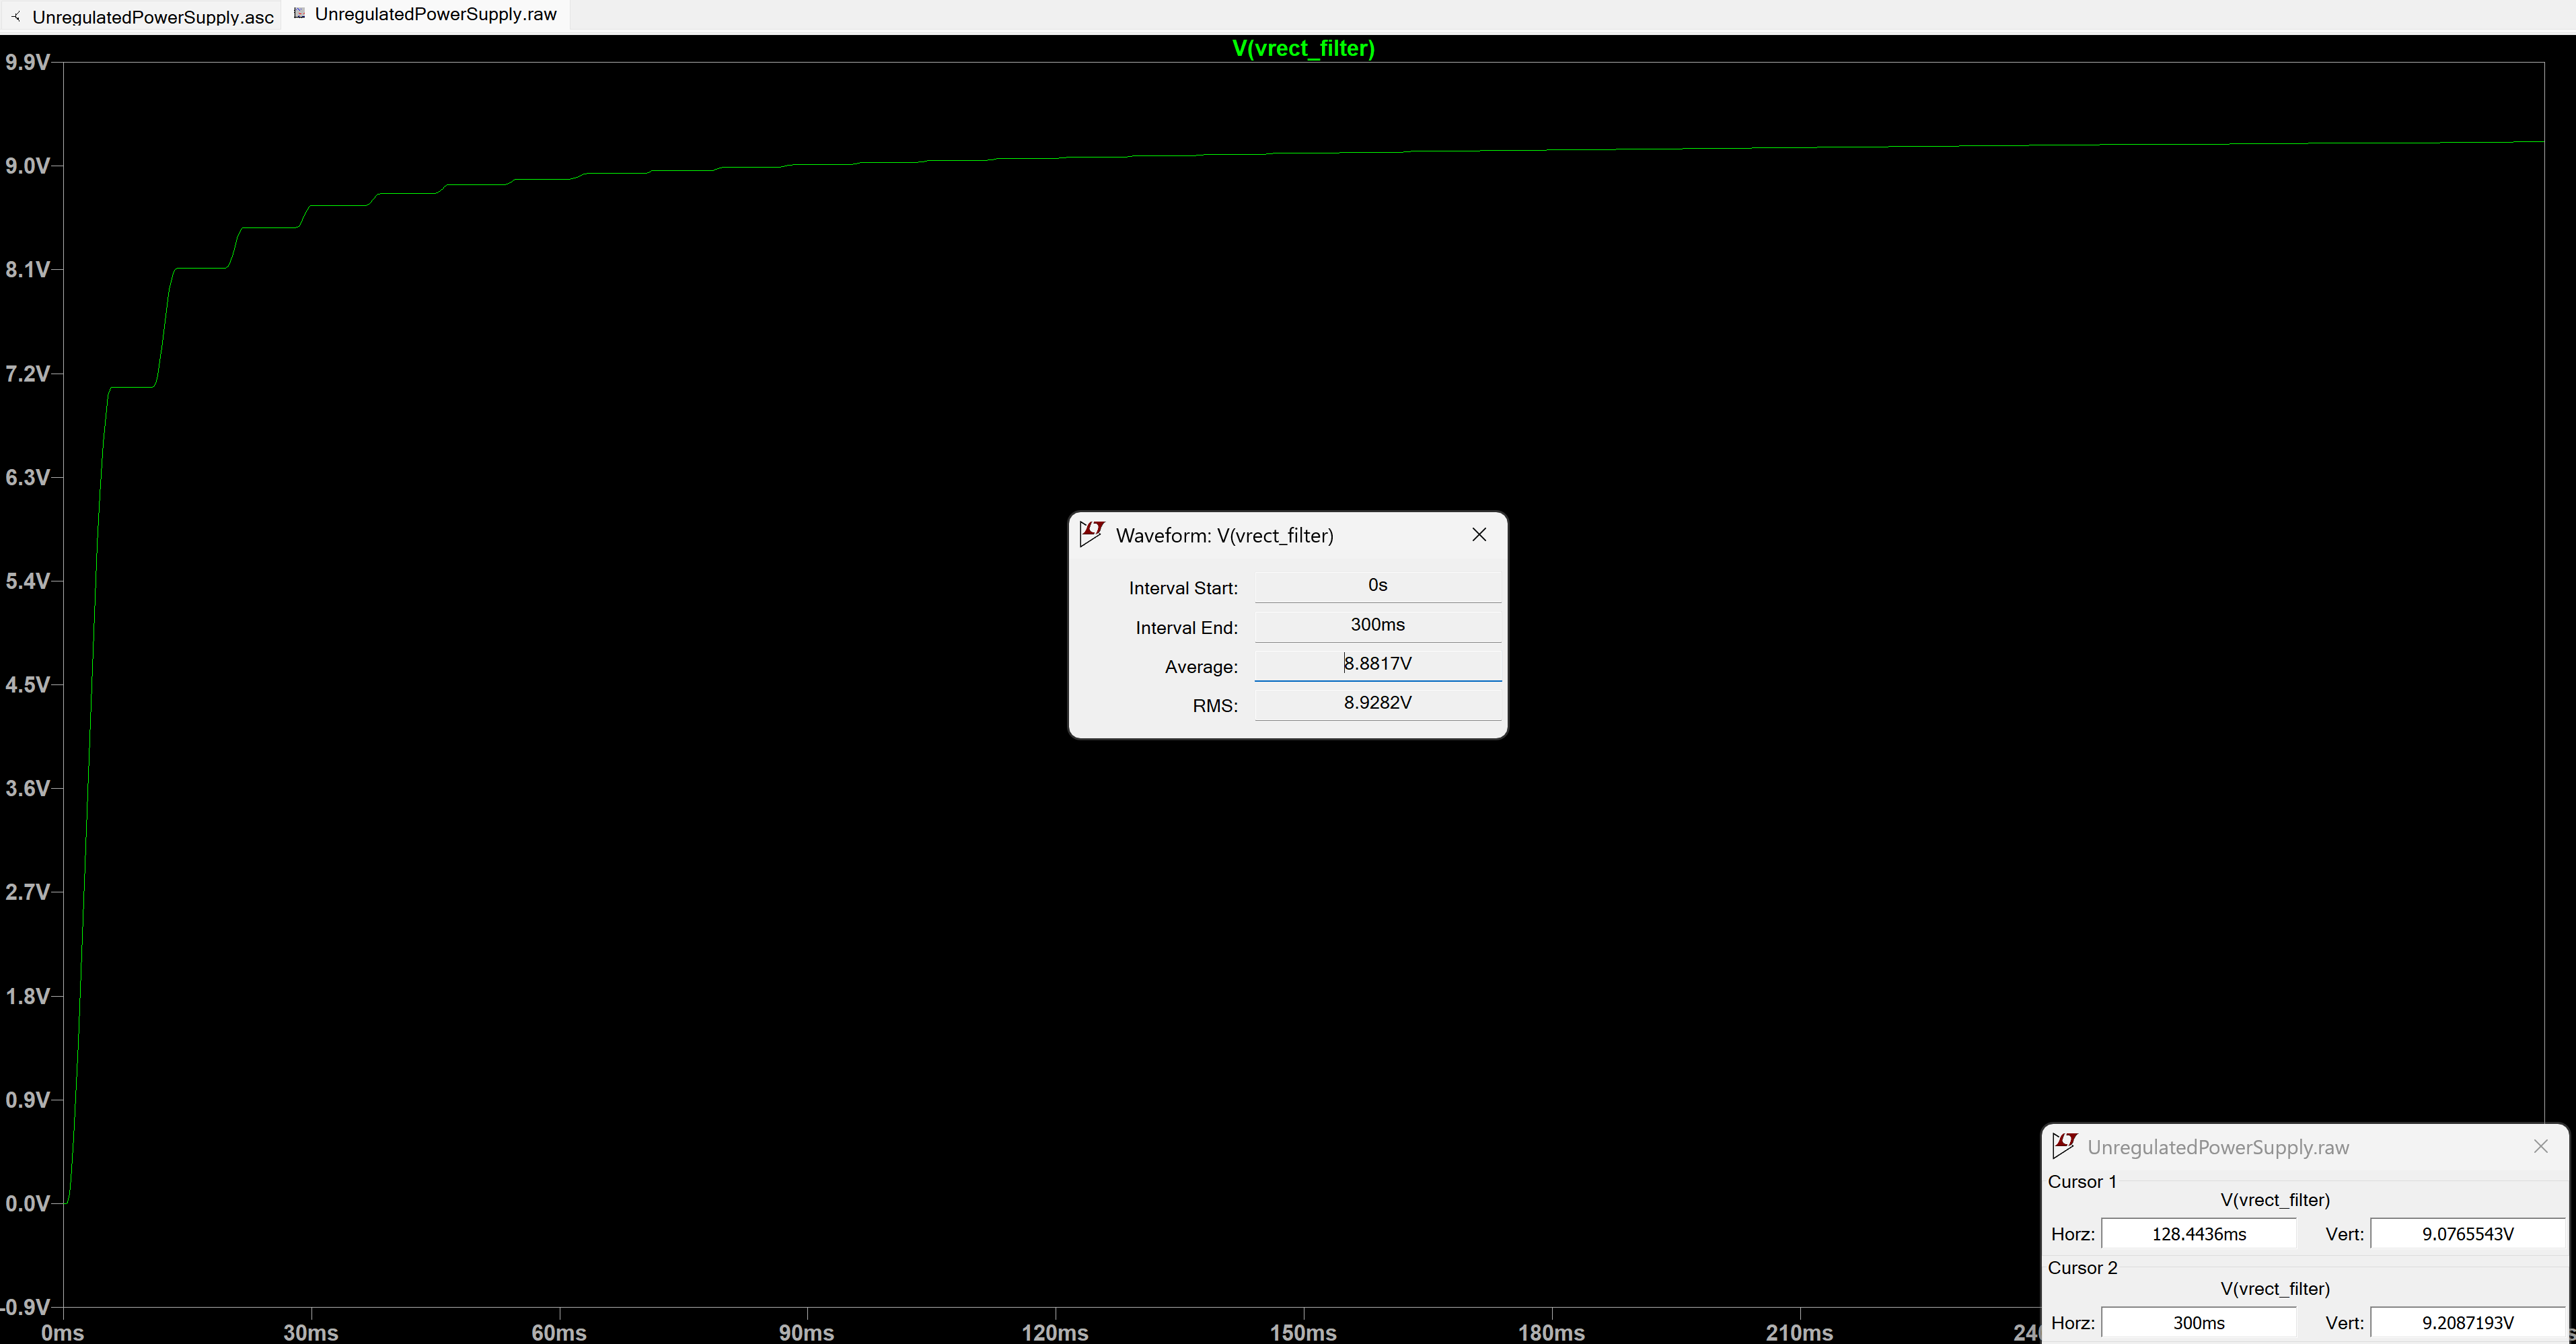 UnregulatedPowerSupply.asc
UnregulatedPowerSupply.raw
V(vrect_filter)
9.9V
9.0V
8.1V
7.2V
6.3V
5.4V
4.5V
3.6V
2.7V
1.8V
0.9V
0.0V
-0.9V
0ms 30ms 60ms 90ms 120ms 150ms 180ms 210ms
Waveform: V(vrect_filter)
Interval Start: 0s
Interval End: 300ms
Average: 8.8817V
RMS: 8.9282V
UnregulatedPowerSupply.raw
Cursor 1
V(vrect_filter)
Horz: 128.4436ms Vert: 9.0765543V
Cursor 2
V(vrect_filter)
Horz: 300ms Vert: 9.2087193V